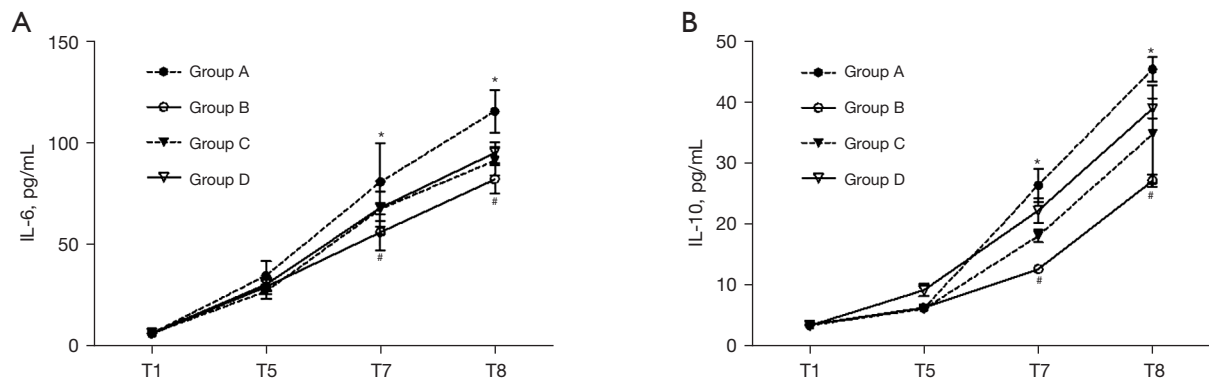 A
IL-6, pg/mL
150
100
50
0
Group A
Group B
Group C
Group D
*
*
#
#
T1 T5 T7 T8
B
IL-10, pg/mL
50
40
30
20
10
0
Group A
Group B
Group C
Group D
*
*
#
#
T1 T5 T7 T8